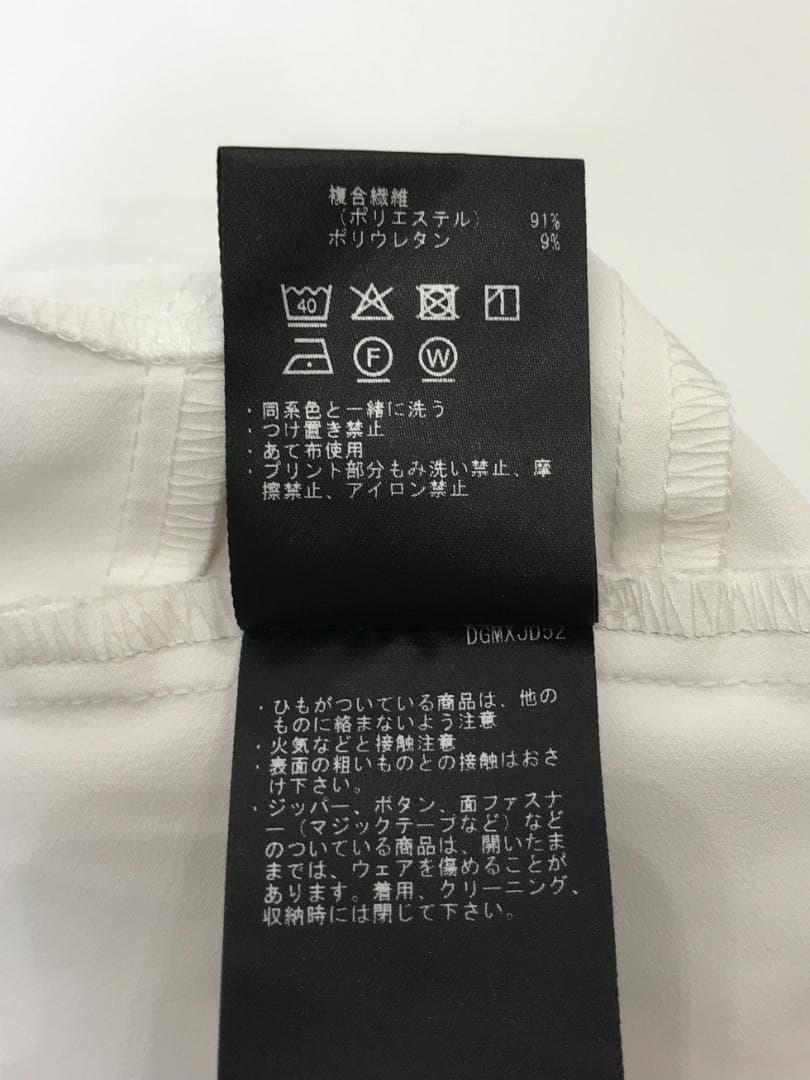 複合繊維
（ポリエステル） 91%
ポリウレタン 9%
40
1
F W
・同系色と一緒に洗う
・つけ置き禁止
・あて布使用
・プリント部分もみ洗い禁止、摩
擦禁止、アイロン禁止
DGMXJD52
・ひもがついている商品は、他の
ものに絡まないよう注意
・火気などと接触注意
・表面の粗いものとの接触はおさ
け下さい。
・ジッパー、ボタン、面ファスナ
ー（マジックテープなど）など
のついている商品は、開いたま
までは、ウェアを傷めることが
あります。着用、クリーニング、
収納時には閉じて下さい。